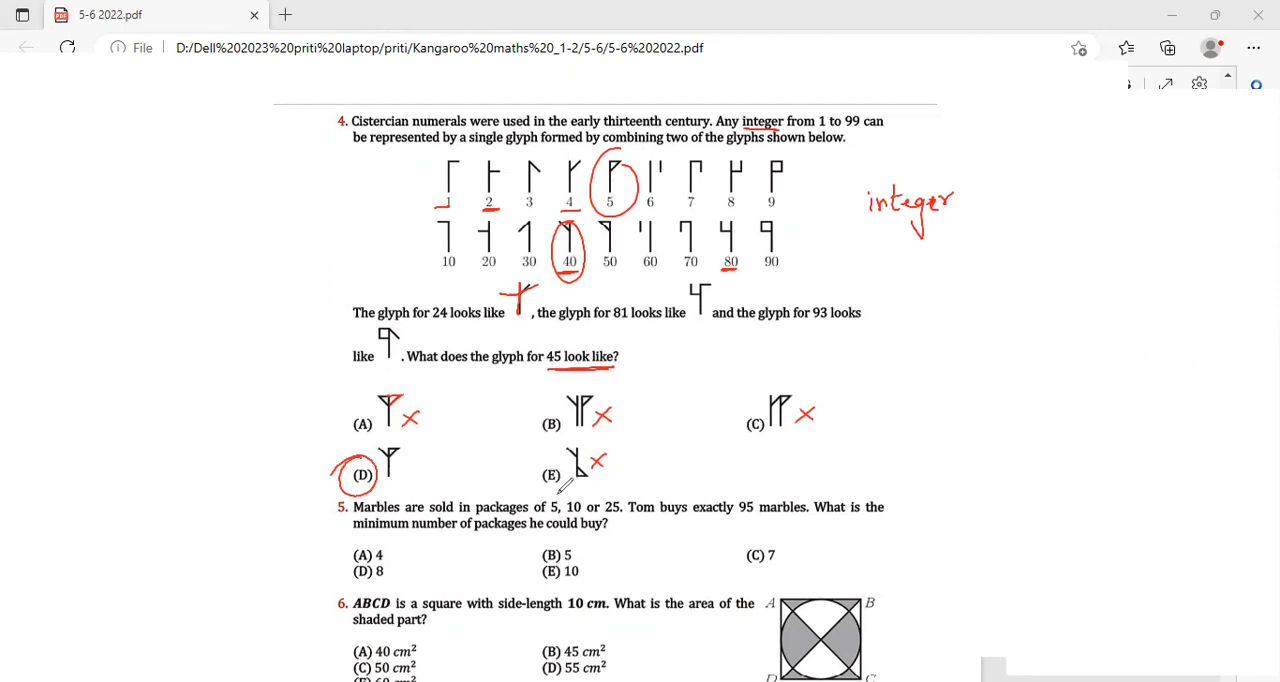 5-6 2022.pdf
File D:/Dell%202023%20priti%20laptop/priti/Kangaroo%20maths%20_1-2/5-6/5-6%202022.pdf
4. Cistercian numerals were used in the early thirteenth century. Any integer from 1 to 99 can
be represented by a single glyph formed by combining two of the glyphs shown below.
1 2 3 4 5 6 7 8 9
integer
10 20 30 40 50 60 70 80 90
The glyph for 24 looks like , the glyph for 81 looks like and the glyph for 93 looks
like . What does the glyph for 45 look like?
(A) x (B) x (C) x
(D) (E) x
5. Marbles are sold in packages of 5, 10 or 25. Tom buys exactly 95 marbles. What is the
minimum number of packages he could buy?
(A) 4 (B) 5 (C) 7
(D) 8 (E) 10
6. ABCD is a square with side-length 10 cm. What is the area of the
shaded part?
A B
(A) 40 cm² (B) 45 cm²
(C) 50 cm² (D) 55 cm²
D C